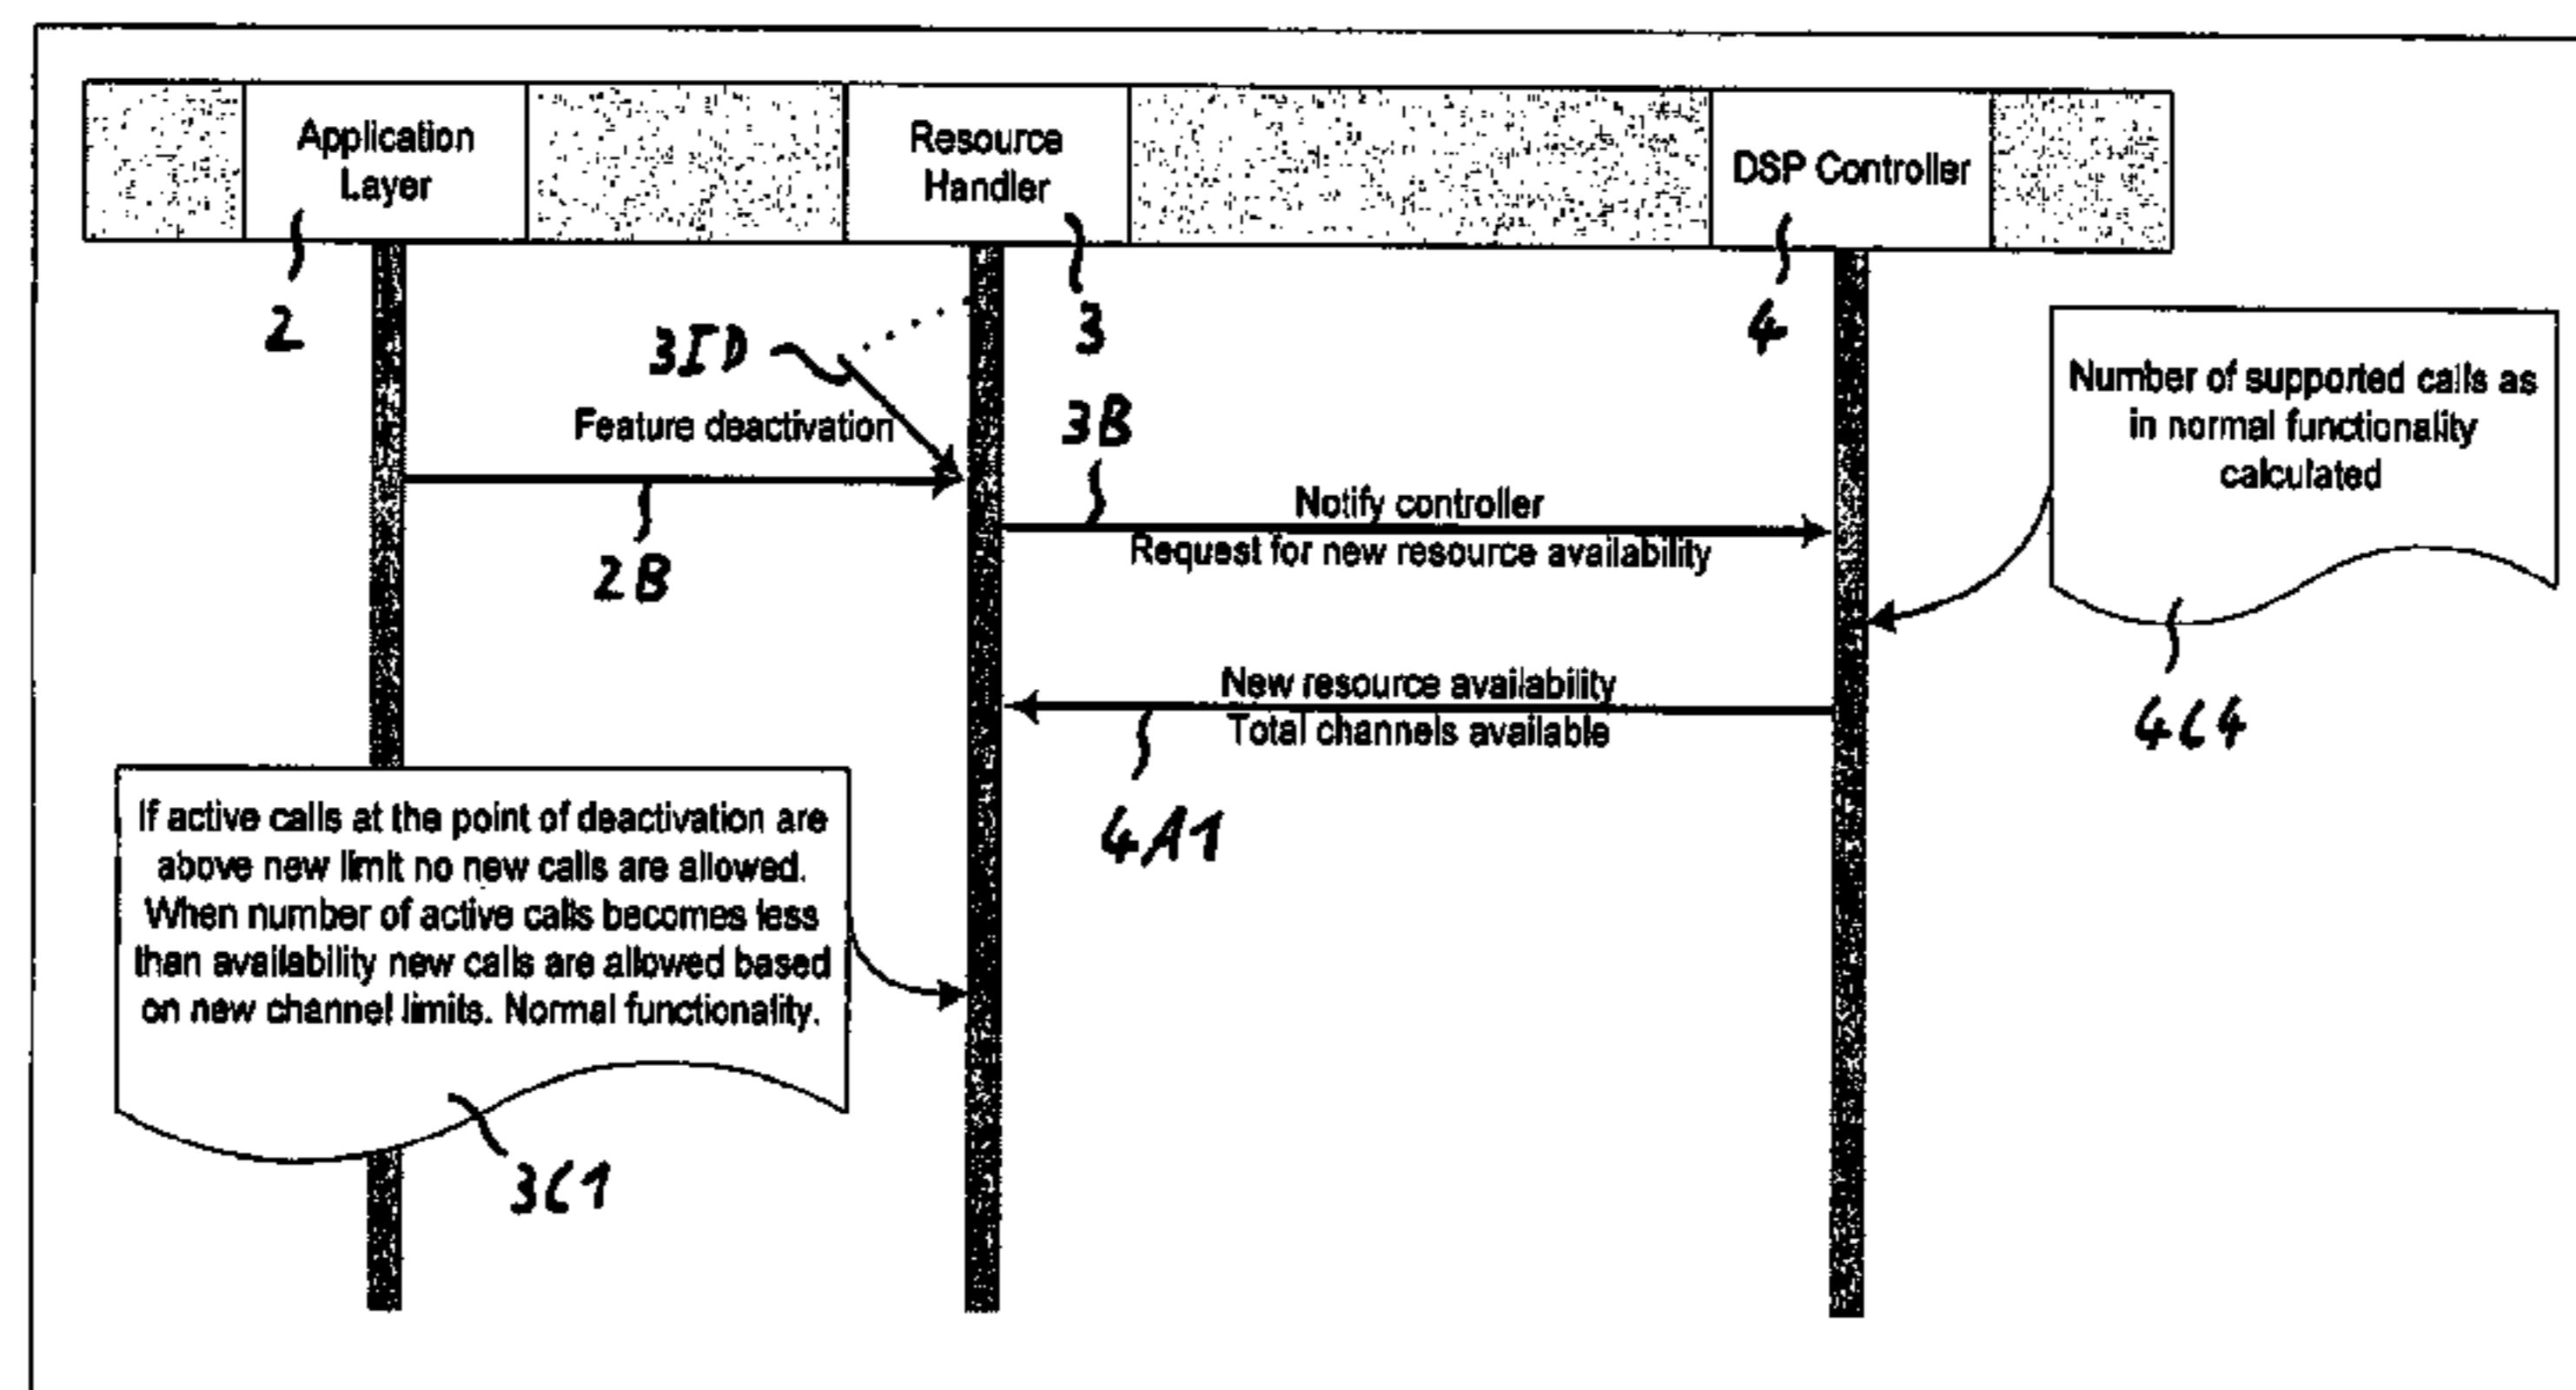 Application
Layer
Resource
Handler
DSP Controller
2
3
4
3ID
Feature deactivation
2B
3B
Notify controller
Request for new resource availability
Number of supported calls as
in normal functionality
calculated
4C4
New resource availability
Total channels available
4A1
If active calls at the point of deactivation are
above new limit no new calls are allowed.
When number of active calls becomes less
than availability new calls are allowed based
on new channel limits. Normal functionality.
3C1